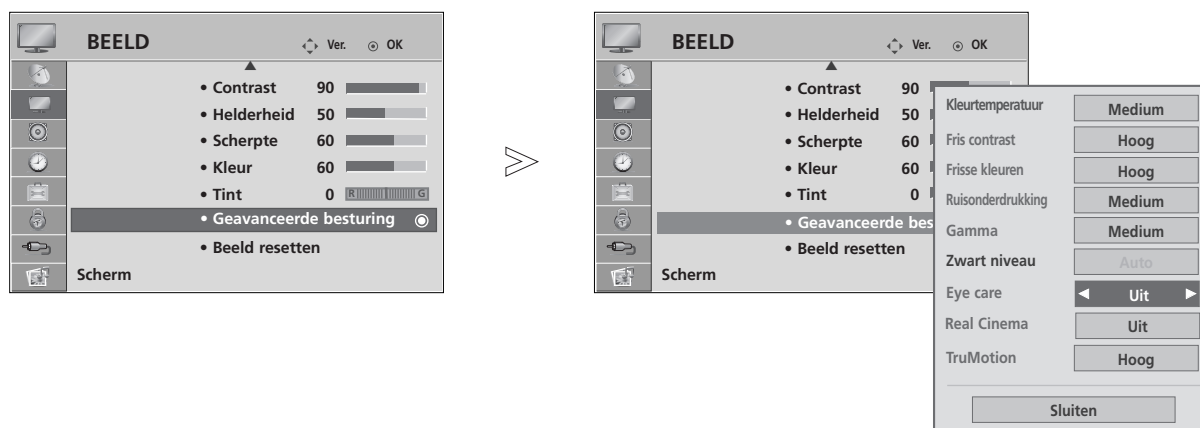 BEELD Ver. OK
• Contrast 90
• Helderheid 50
• Scherpte 60
• Kleur 60
• Tint 0 R G
• Geavanceerde besturing
• Beeld resetten
Scherm
BEELD Ver. OK
• Contrast 90
• Helderheid 50
• Scherpte 60
• Kleur 60
• Tint 0
• Geavanceerde bes
• Beeld resetten
Scherm
Kleurtemperatuur Medium
Fris contrast Hoog
Frisse kleuren Hoog
Ruisonderdrukking Medium
Gamma Medium
Zwart niveau Auto
Eye care ◀ Uit ▶
Real Cinema Uit
TruMotion Hoog
Sluiten